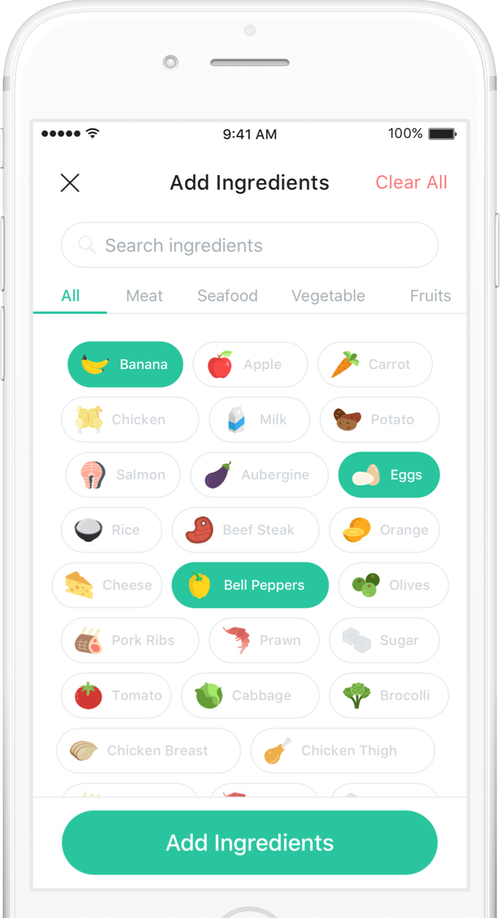 9:41 AM 100%
Add Ingredients Clear All
Search ingredients
All Meat Seafood Vegetable Fruits
Banana Apple Carrot
Chicken Milk Potato
Salmon Aubergine Eggs
Rice Beef Steak Orange
Cheese Bell Peppers Olives
Pork Ribs Prawn Sugar
Tomato Cabbage Brocolli
Chicken Breast Chicken Thigh
Add Ingredients